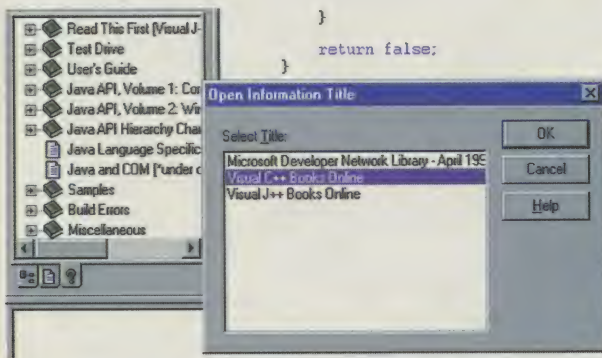 }
return false;
}
Read This First [Visual J-
Test Drive
User's Guide
Java API, Volume 1: Cor
Java API, Volume 2: Wir
Java API Hierarchy Char
Java Language Specific
Java and COM [*under c
Samples
Build Errors
Miscellaneous
Open Information Title
Select Title:
Microsoft Developer Network Library - April 199
Visual C++ Books Online
Visual J++ Books Online
OK
Cancel
Help